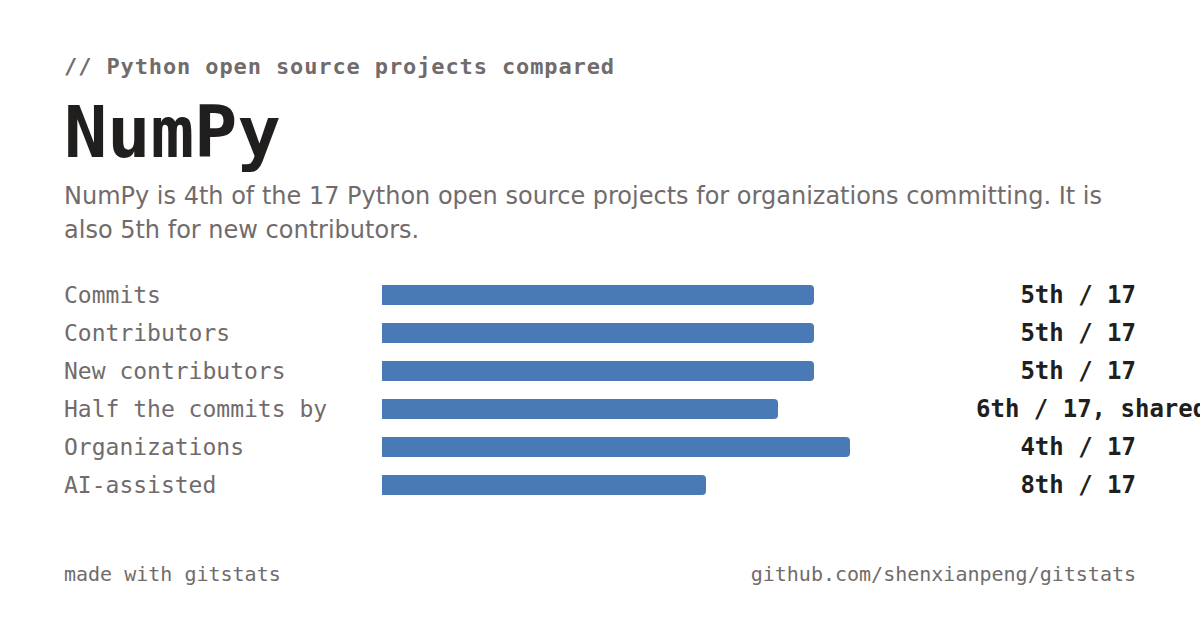 // Python open source projects compared
NumPy
NumPy is 4th of the 17 Python open source projects for organizations committing. It is
also 5th for new contributors.
Commits 5th / 17
Contributors 5th / 17
New contributors 5th / 17
Half the commits by 6th / 17, shared
Organizations 4th / 17
AI-assisted 8th / 17
made with gitstats github.com/shenxianpeng/gitstats